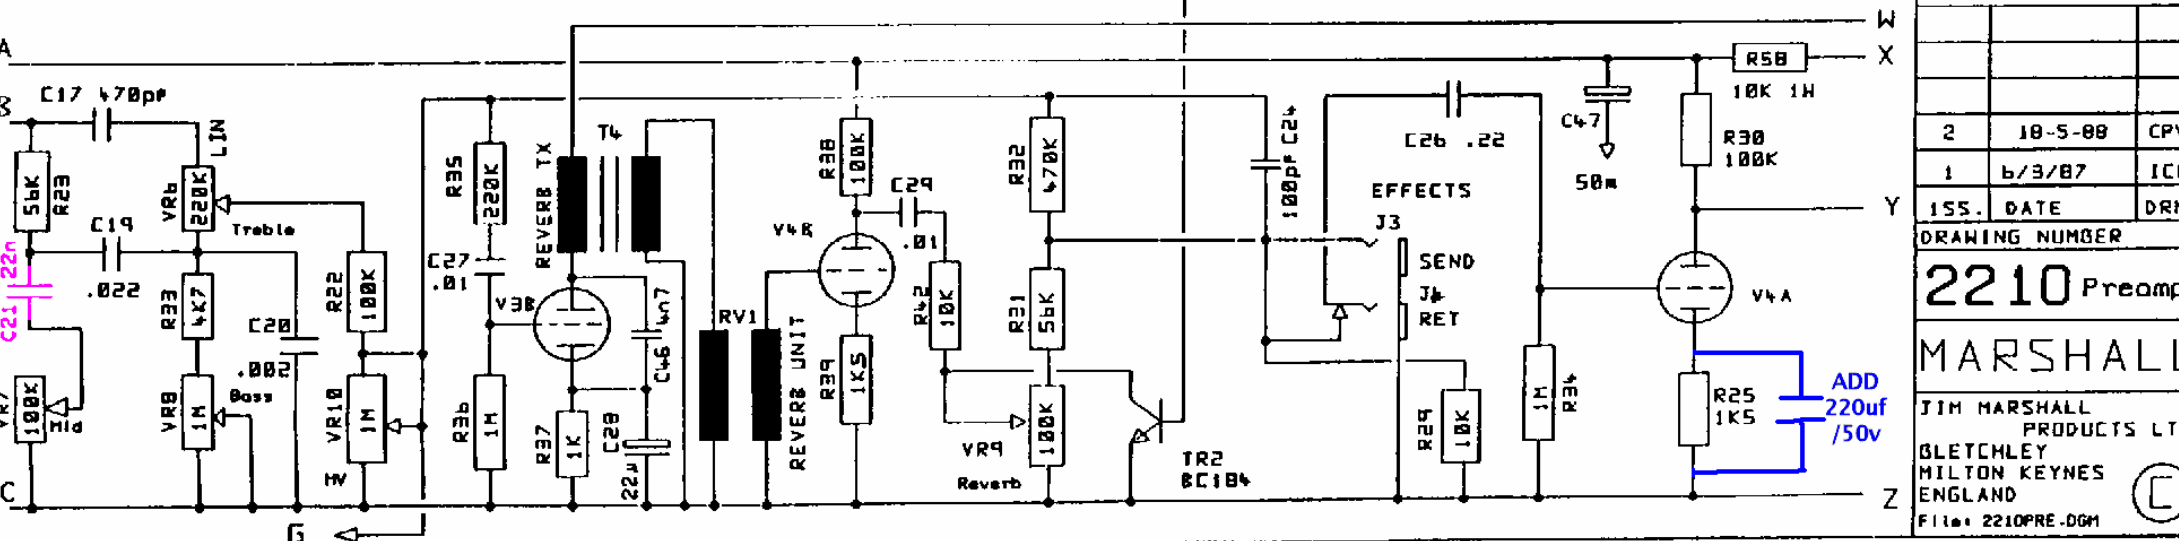 A
B
C
C17 470pF
R23
56K
C19
.022
C21 22n
VR7
100K
Mid
LIN
VR6
220K
Treble
R33
4K7
VR8
1M
Bass
C20
.002
R22
100K
VR10
1M
MV
G
R35
220K
C27
.01
R36
1M
V3B
REVERB TX
T4
R37
1K
C28
22µ
C46
4n7
RV1
REVERB UNIT
R38
100K
V4B
C29
.01
R39
1K5
R42
10K
R32
470K
R31
56K
VR9
100K
Reverb
TR2
BC184
100pF C24
EFFECTS
J3
SEND
J4
RET
C26 .22
R29
10K
R34
1M
C47
50m
R30
100K
R58
10K 1W
V4A
R25
1K5
ADD
220uf
/50v
W
X
Y
Z
2 18-5-88
1 6/3/87
ISS. DATE
DRAWING NUMBER
2210 Preamp
MARSHALL
JIM MARSHALL
PRODUCTS LT
BLETCHLEY
MILTON KEYNES
ENGLAND
C
File: 2210PRE.DGM